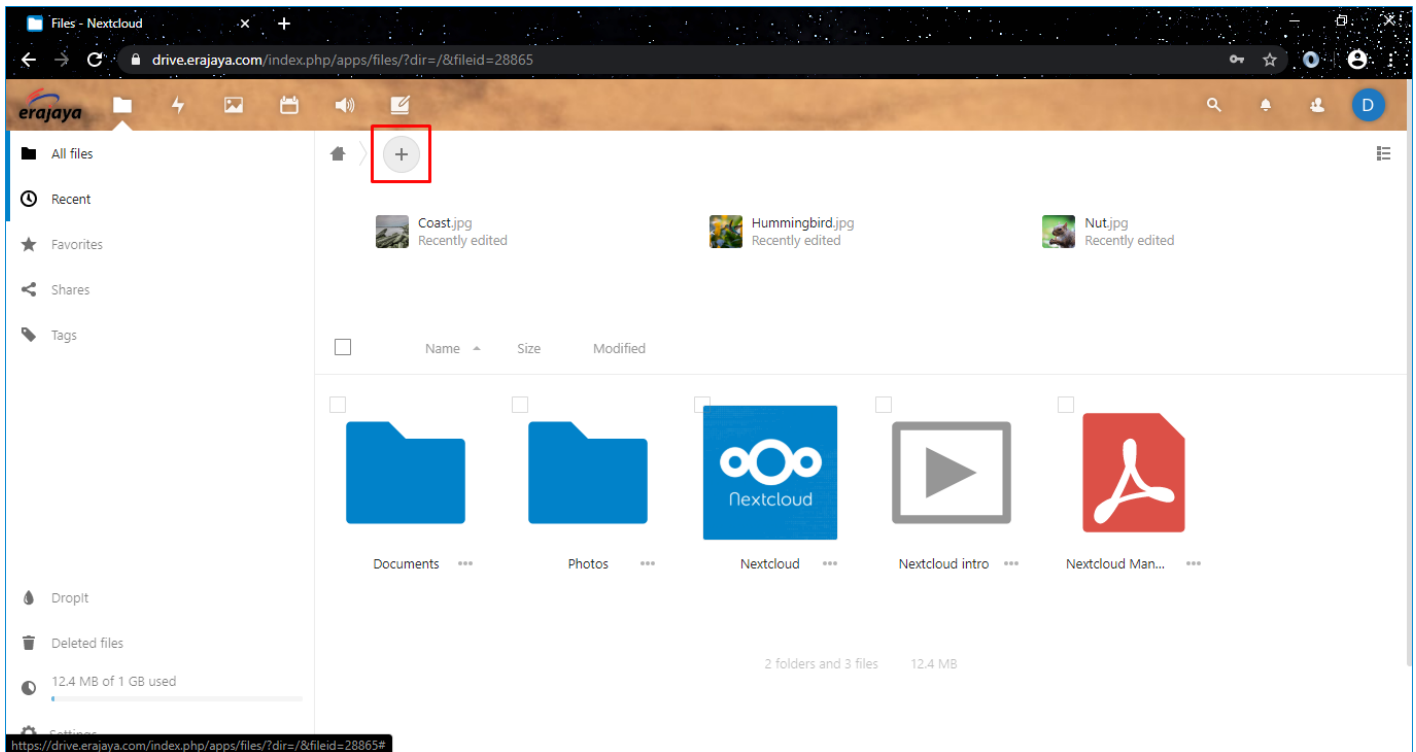 Files - Nextcloud
drive.erajaya.com/index.php/apps/files/?dir=/&fileid=28865
erajaya
D
All files
Recent
Favorites
Shares
Tags
Coast.jpg
Recently edited
Hummingbird.jpg
Recently edited
Nut.jpg
Recently edited
Name Size Modified
Nextcloud
Documents ••• Photos ••• Nextcloud ••• Nextcloud intro ••• Nextcloud Man... •••
2 folders and 3 files 12.4 MB
DropIt
Deleted files
12.4 MB of 1 GB used
Settings
https://drive.erajaya.com/index.php/apps/files/?dir=/&fileid=28865#